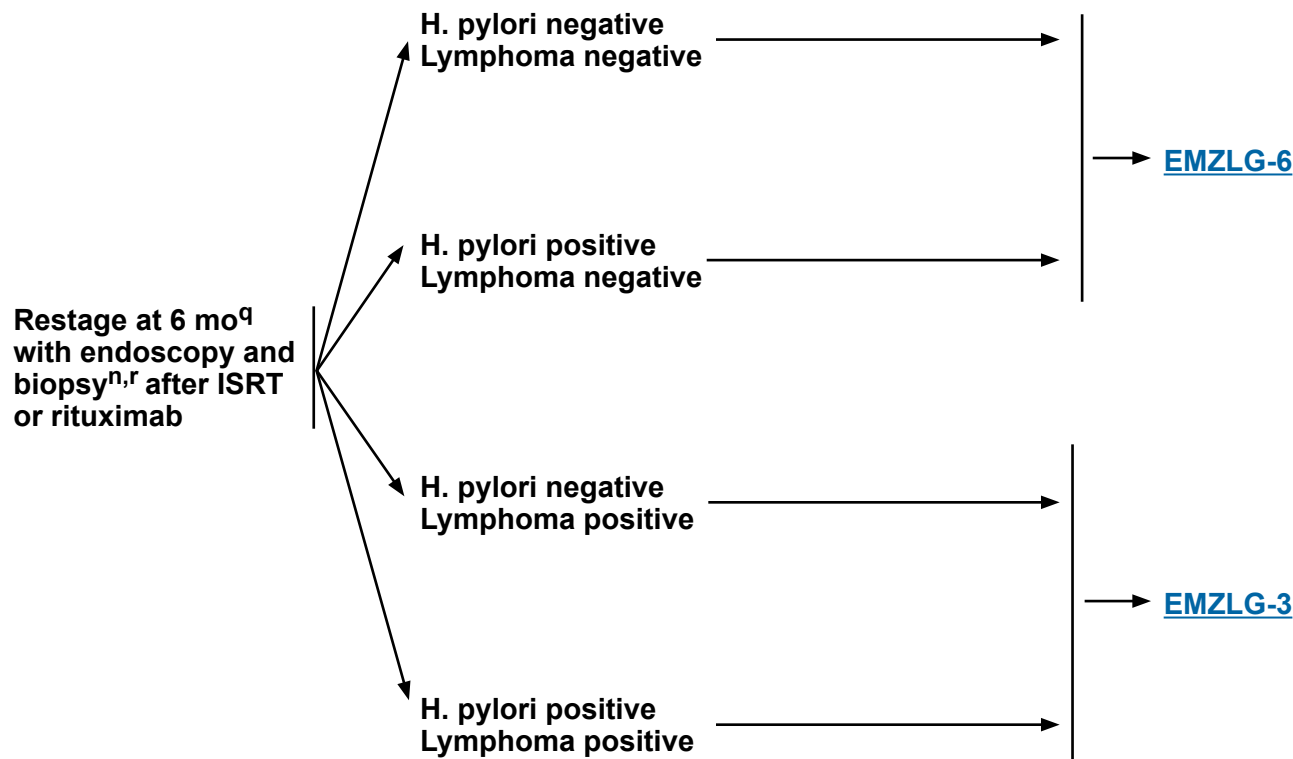 H. pylori negative
Lymphoma negative
EMZLG-6
H. pylori positive
Lymphoma negative
Restage at 6 moq
with endoscopy and
biopsyn,r after ISRT
or rituximab
H. pylori negative
Lymphoma positive
EMZLG-3
H. pylori positive
Lymphoma positive